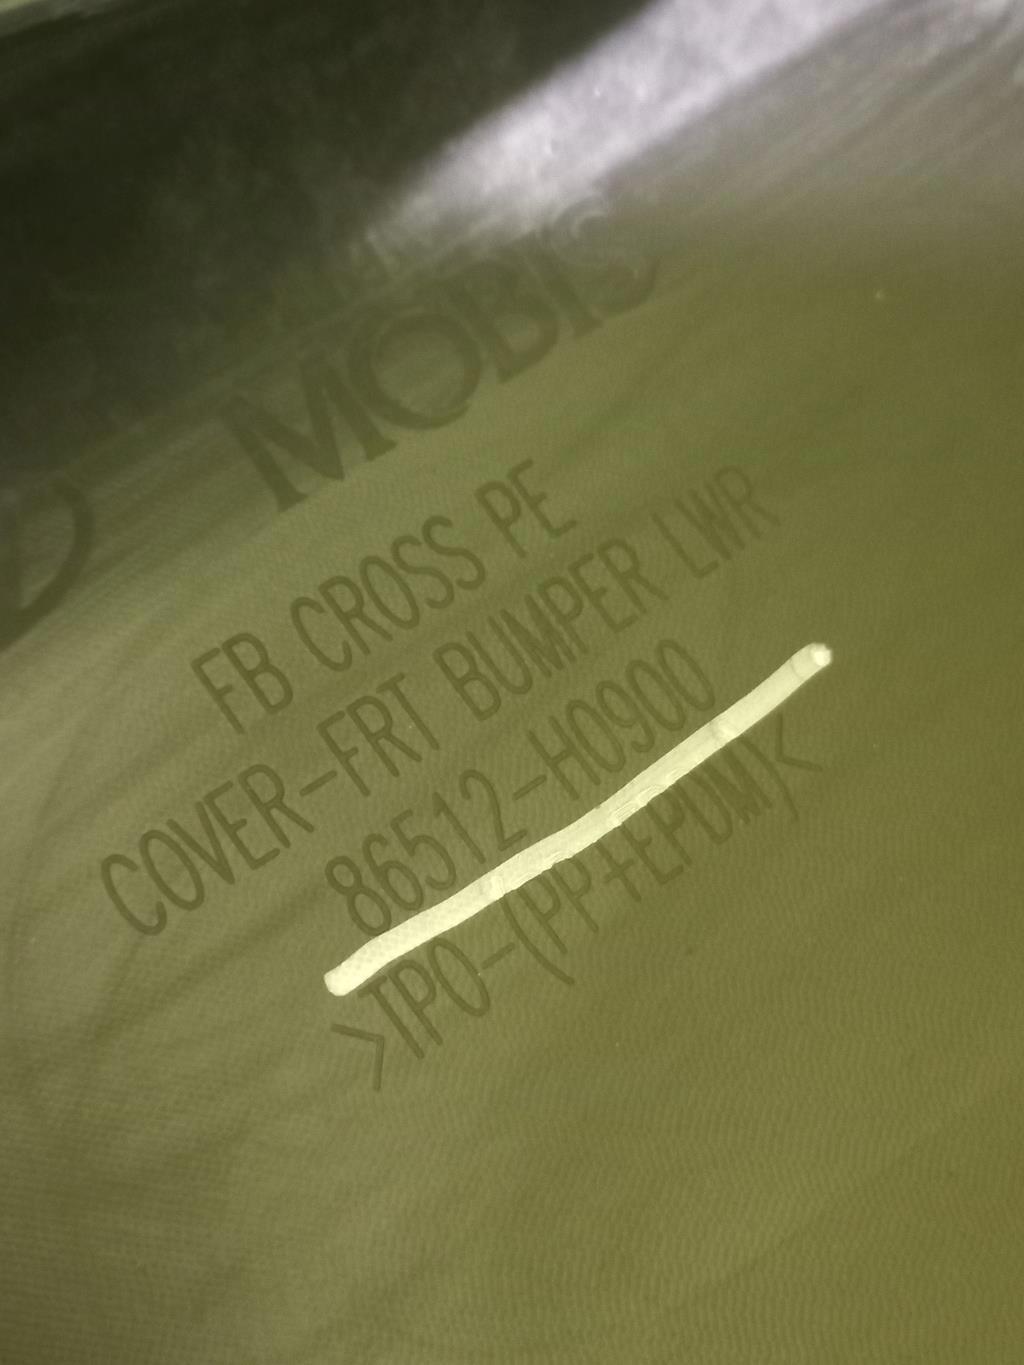 MOBIS
FB CROSS PE
COVER-FRT BUMPER LWR
86512-H0900
>TPO-(PP+EPDM)<